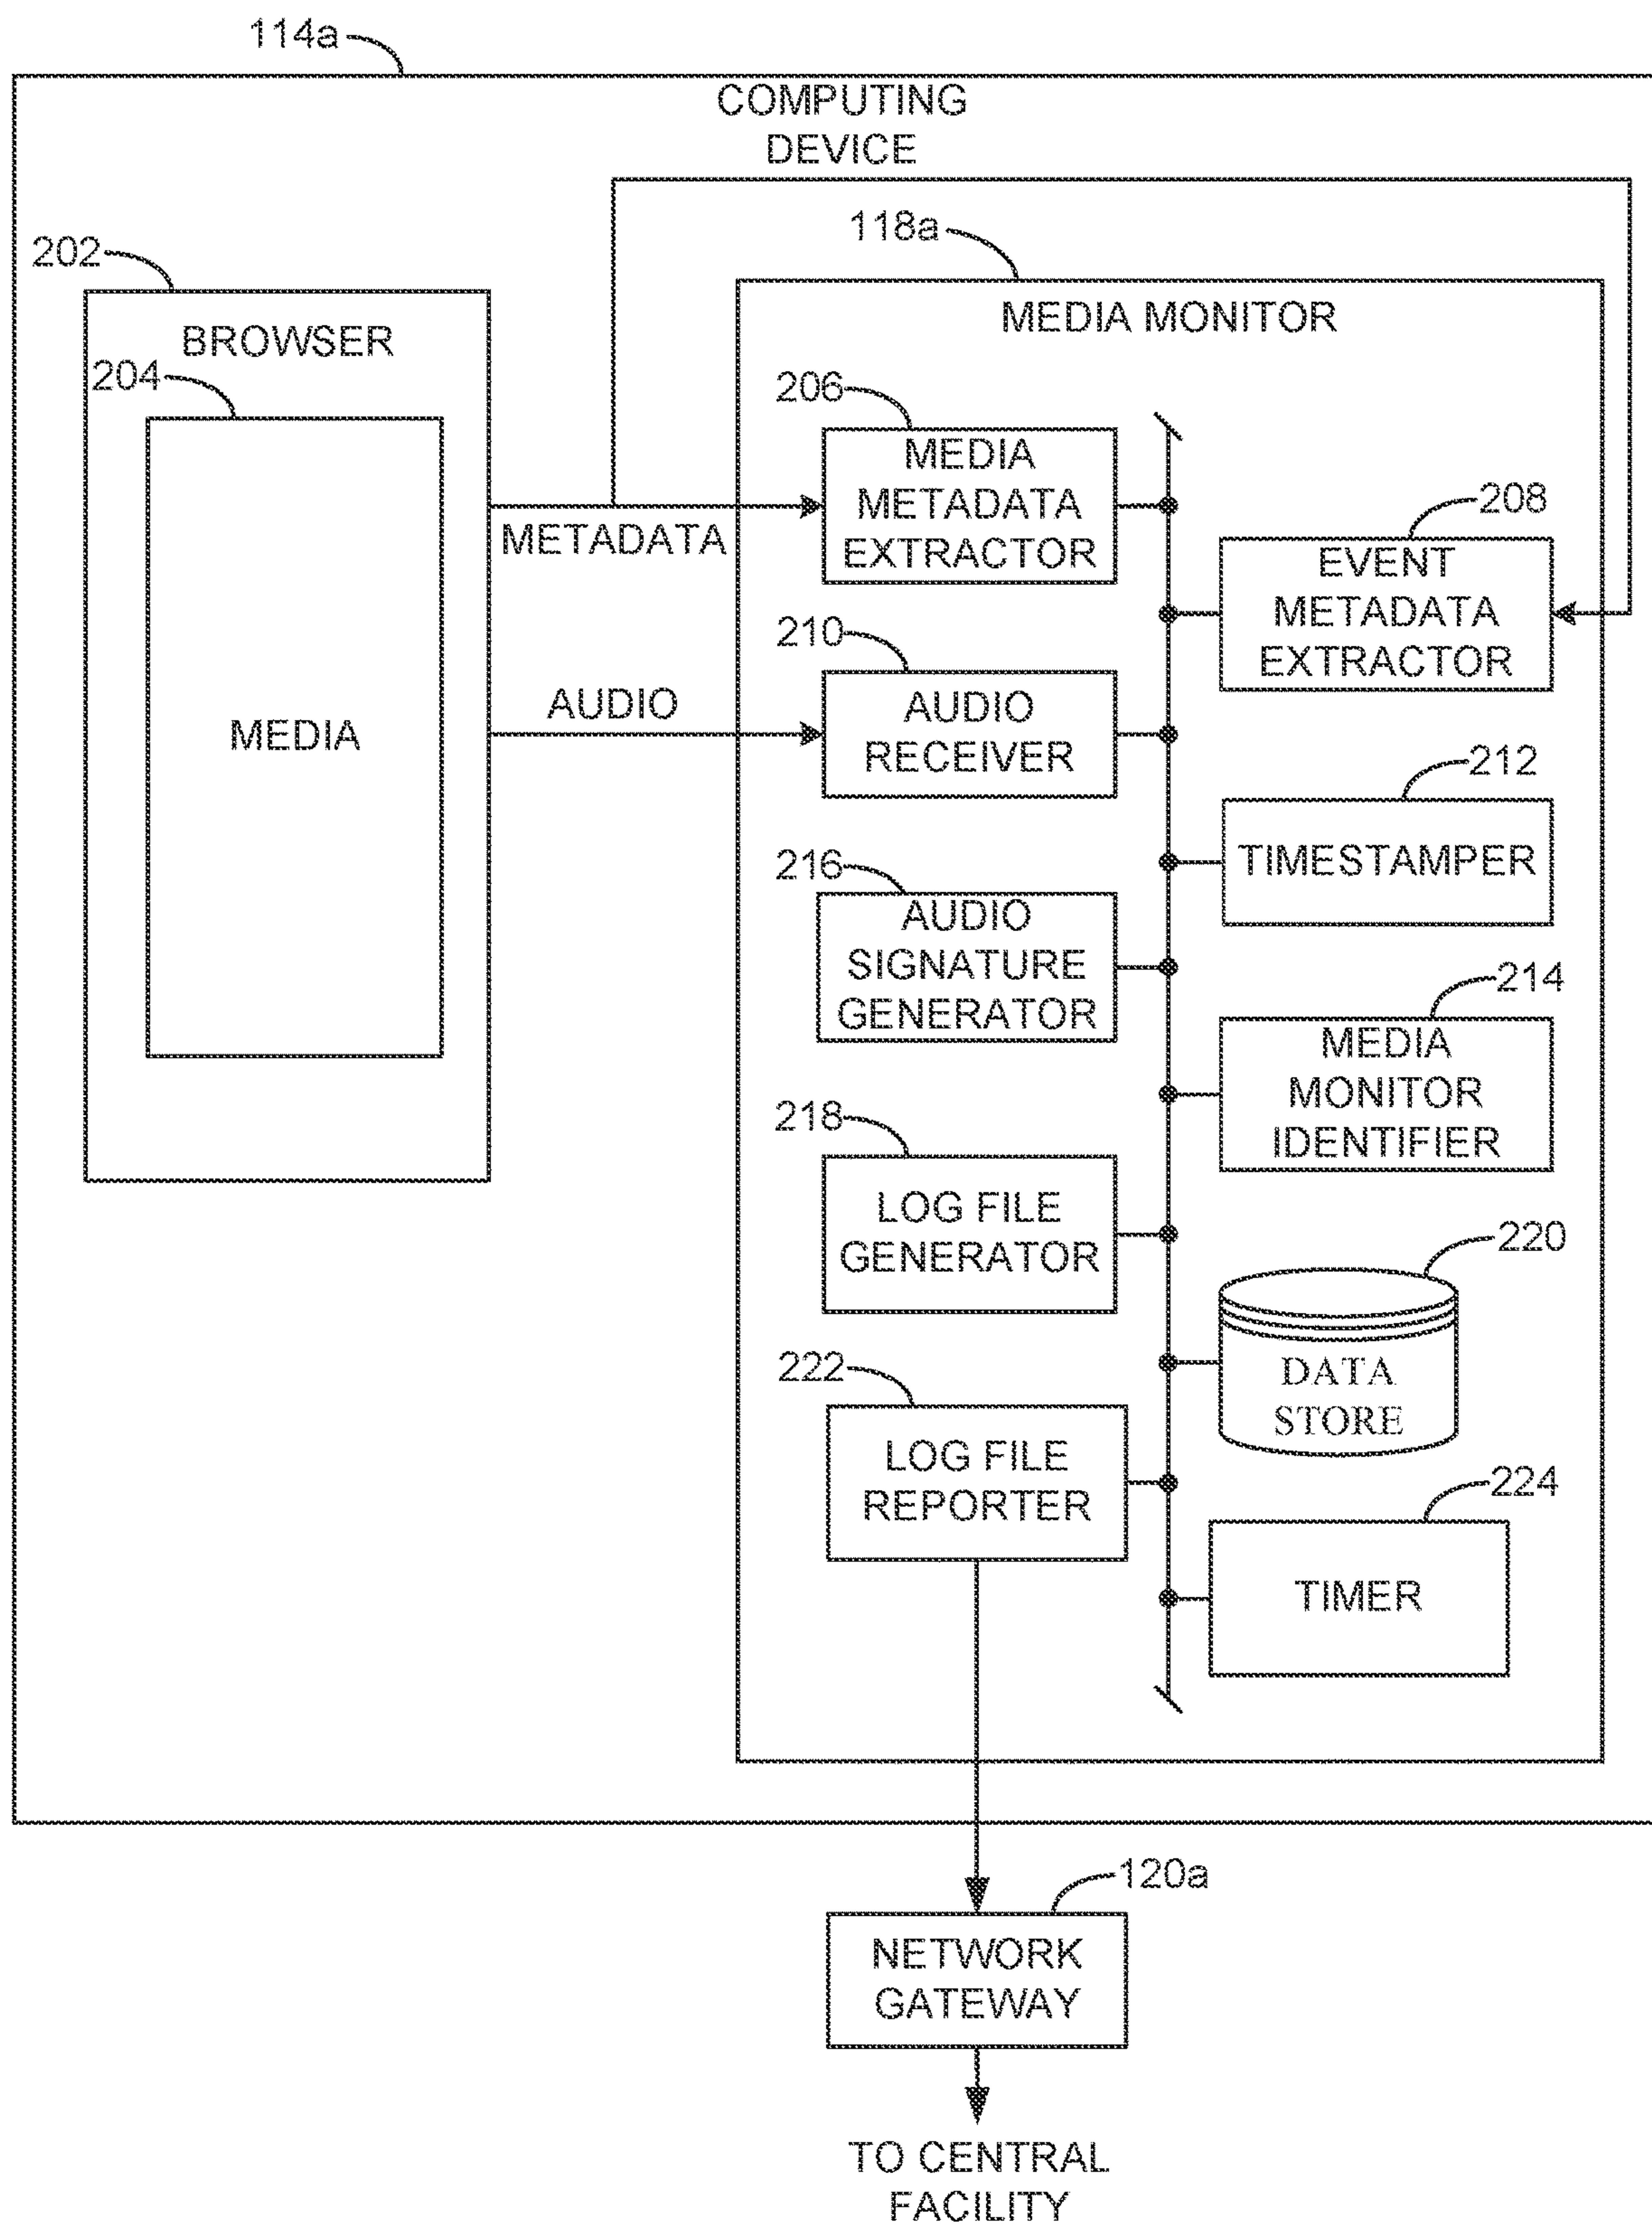 114a
COMPUTING
DEVICE
118a
202
MEDIA MONITOR
BROWSER
204
206
MEDIA
METADATA
EXTRACTOR
208
METADATA
EVENT
METADATA
EXTRACTOR
210
AUDIO
AUDIO
RECEIVER
MEDIA
212
TIMESTAMPER
216
AUDIO
SIGNATURE
GENERATOR
214
MEDIA
MONITOR
IDENTIFIER
218
LOG FILE
GENERATOR
220
DATA
STORE
222
LOG FILE
REPORTER
224
TIMER
120a
NETWORK
GATEWAY
TO CENTRAL
FACILITY